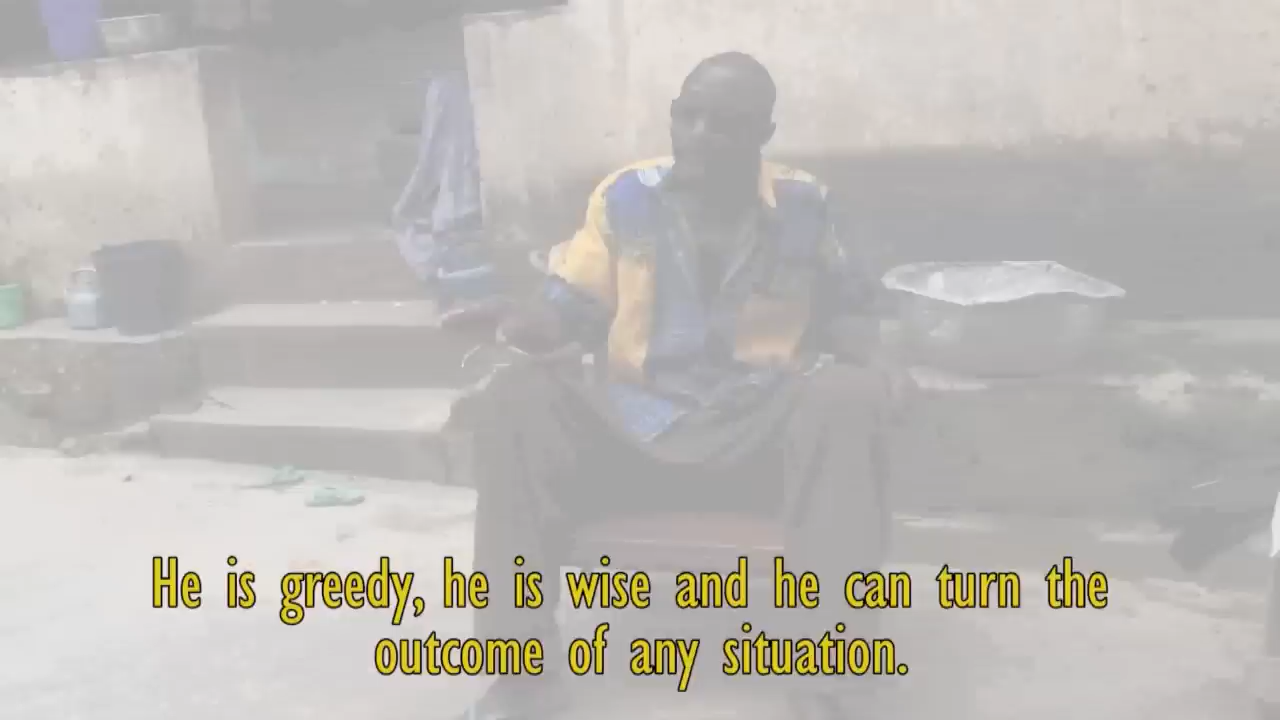 He is greedy, he is wise and he can turn the
outcome of any situation.